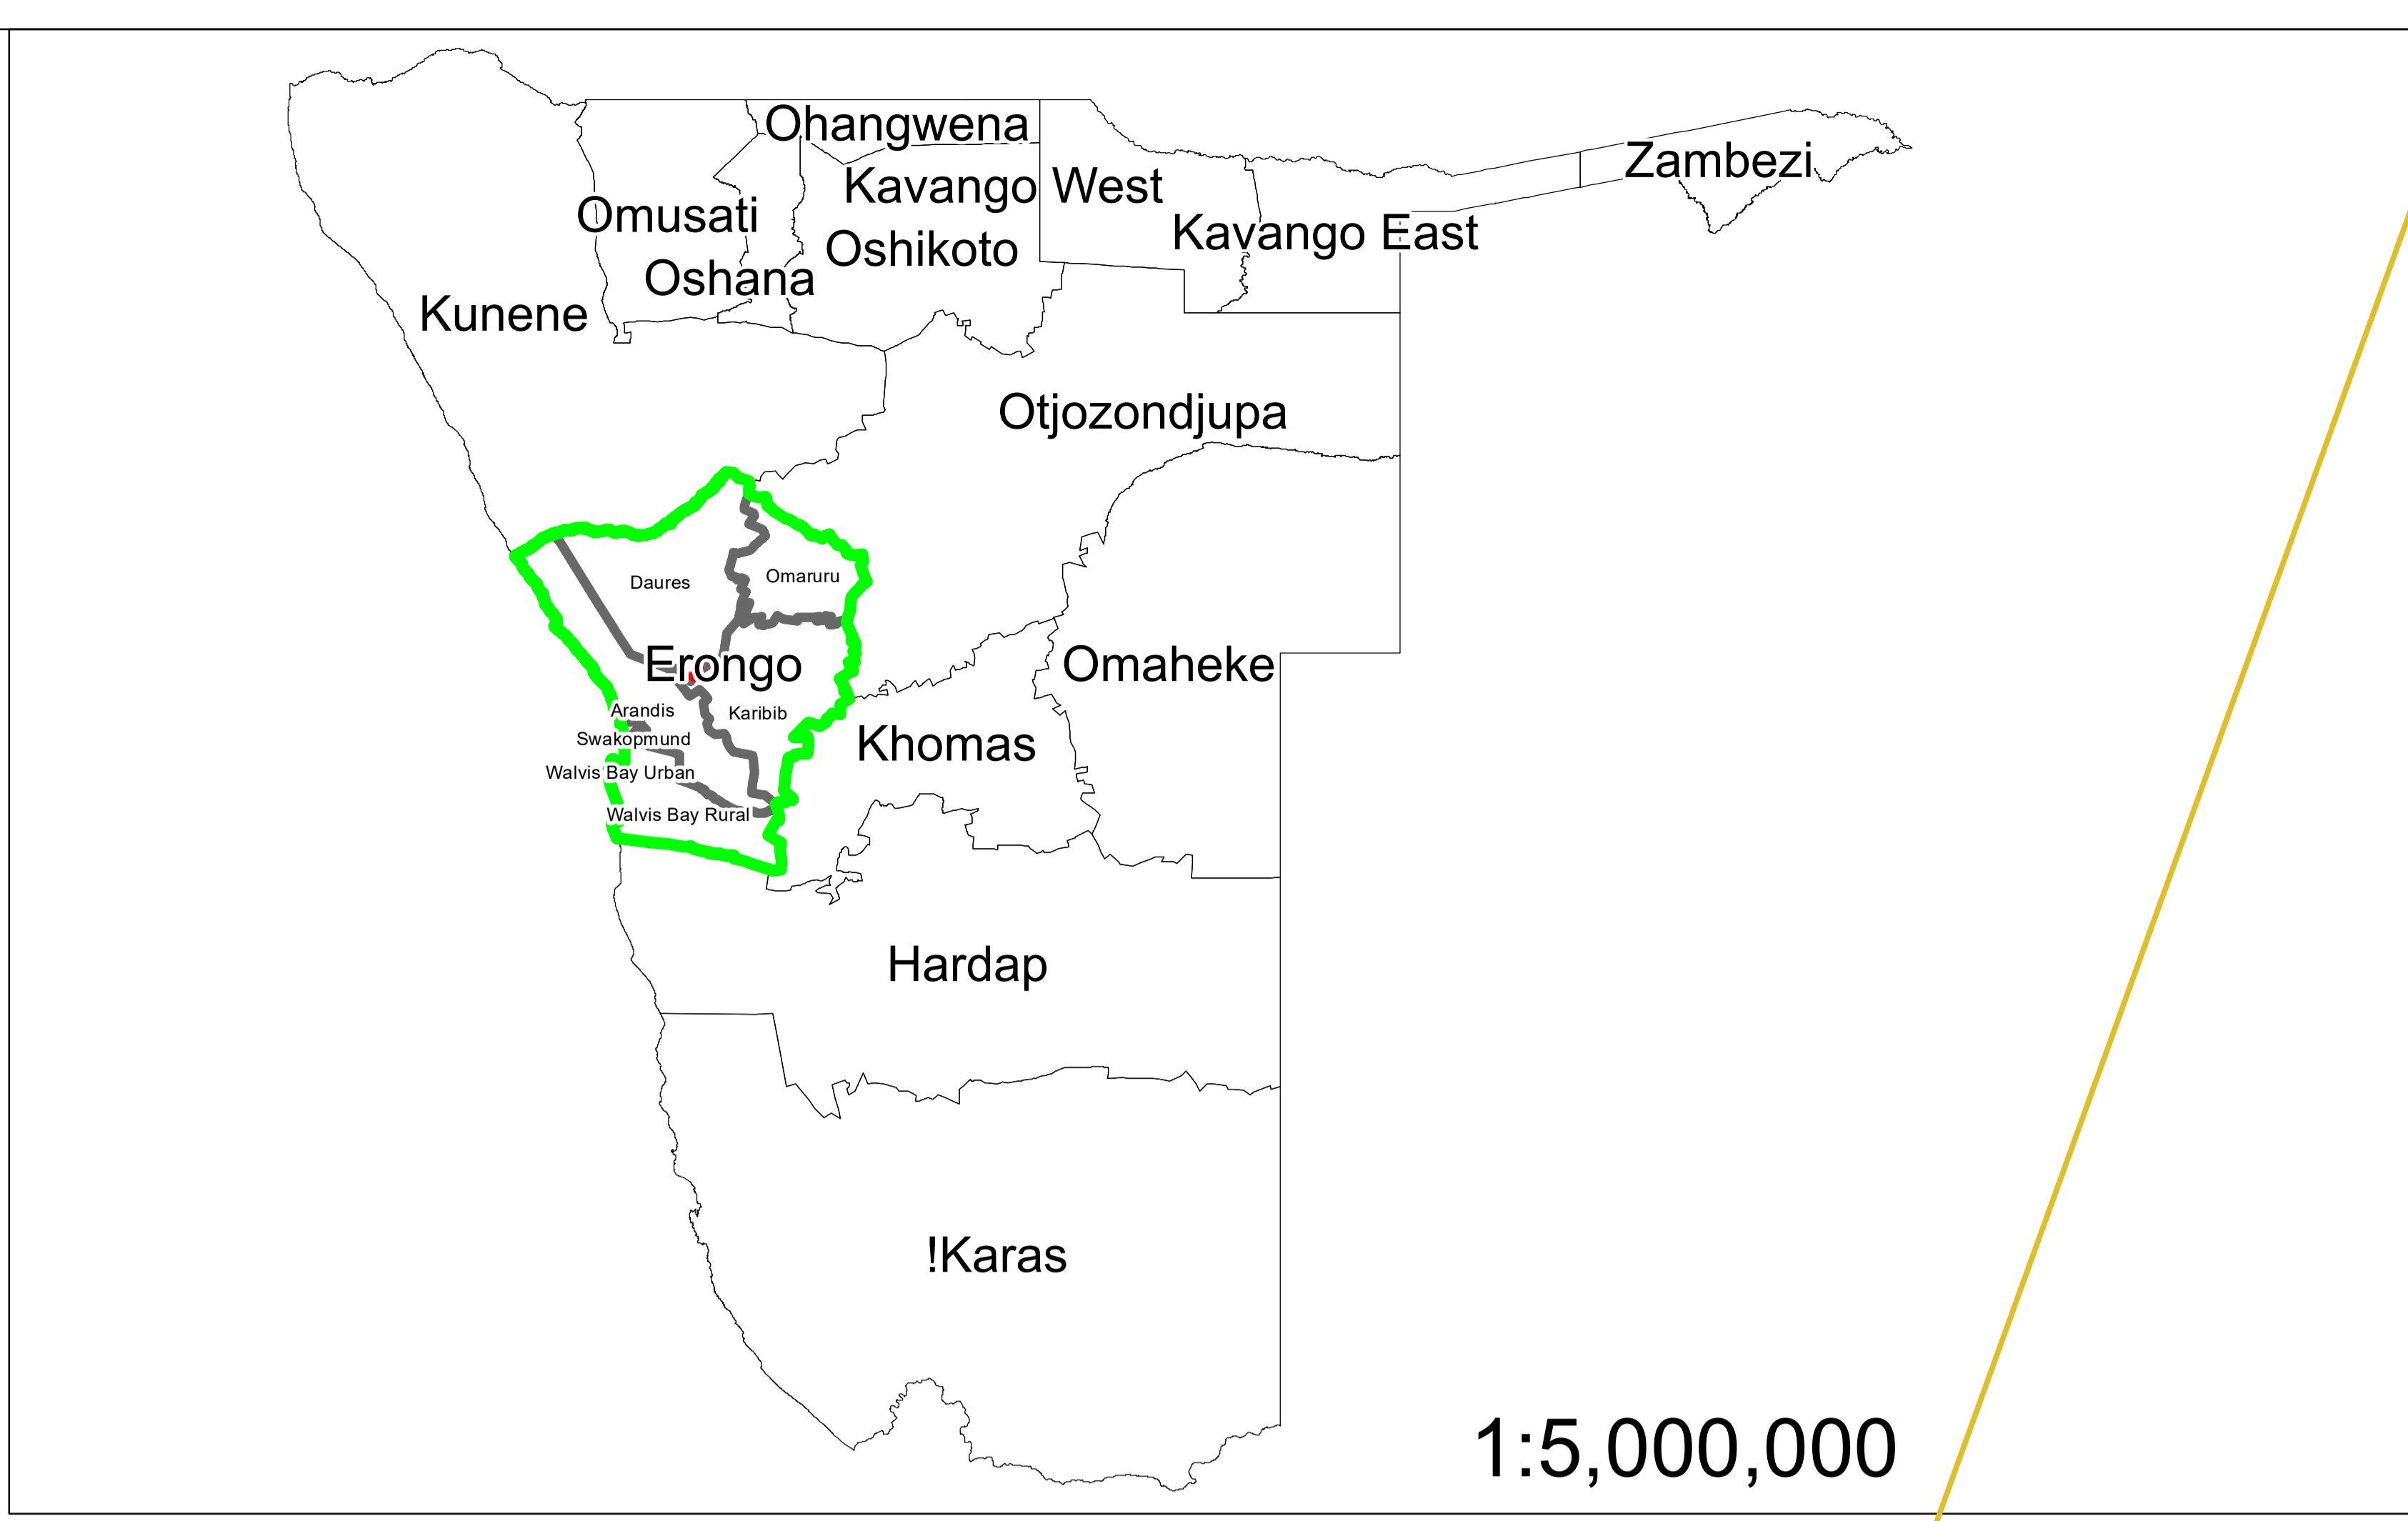 Ohangwena
Zambezi
Kavango West
Omusati
Kavango East
Oshikoto
Oshana
Kunene
Otjozondjupa
Omaruru
Daures
Erongo
Omaheke
Arandis
Karibib
Swakopmund
Khomas
Walvis Bay Urban
Walvis Bay Rural
Hardap
!Karas
1:5,000,000